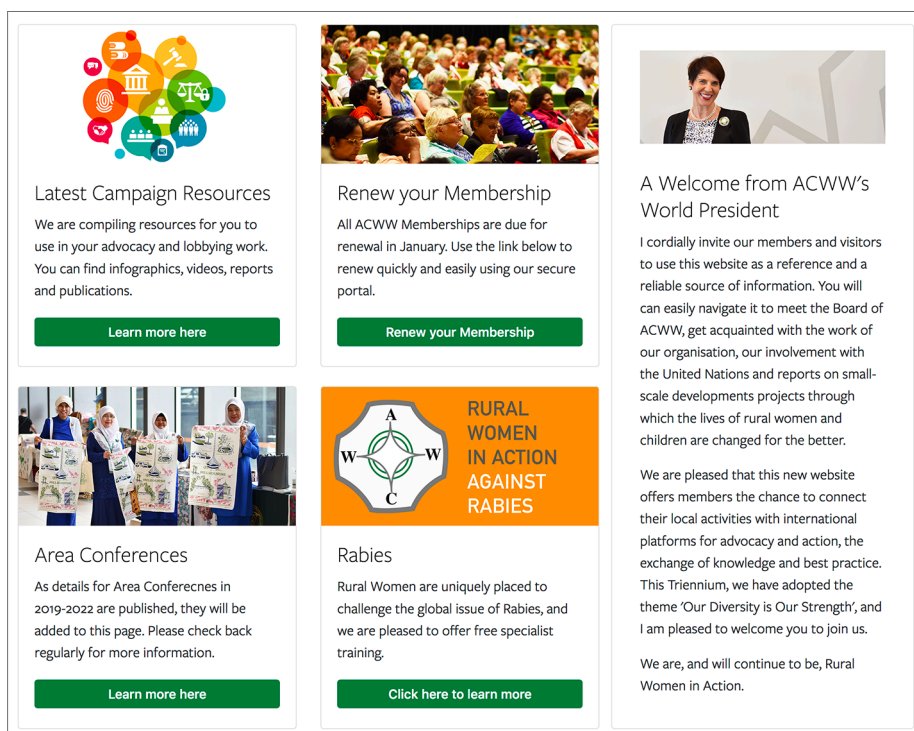 Latest Campaign Resources
We are compiling resources for you to
use in your advocacy and lobbying work.
You can find infographics, videos, reports
and publications.
Learn more here
Renew your Membership
All ACWW Memberships are due for
renewal in January. Use the link below to
renew quickly and easily using our secure
portal.
Renew your Membership
Area Conferences
As details for Area Conferecnes in
2019-2022 are published, they will be
added to this page. Please check back
regularly for more information.
Learn more here
A
W
W
C
RURAL
WOMEN
IN ACTION
AGAINST
RABIES
Rabies
Rural Women are uniquely placed to
challenge the global issue of Rabies, and
we are pleased to offer free specialist
training.
Click here to learn more
A Welcome from ACWW's
World President
I cordially invite our members and visitors
to use this website as a reference and a
reliable source of information. You will
can easily navigate it to meet the Board of
ACWW, get acquainted with the work of
our organisation, our involvement with
the United Nations and reports on small-
scale developments projects through
which the lives of rural women and
children are changed for the better.
We are pleased that this new website
offers members the chance to connect
their local activities with international
platforms for advocacy and action, the
exchange of knowledge and best practice.
This Triennium, we have adopted the
theme 'Our Diversity is Our Strength', and
I am pleased to welcome you to join us.
We are, and will continue to be, Rural
Women in Action.